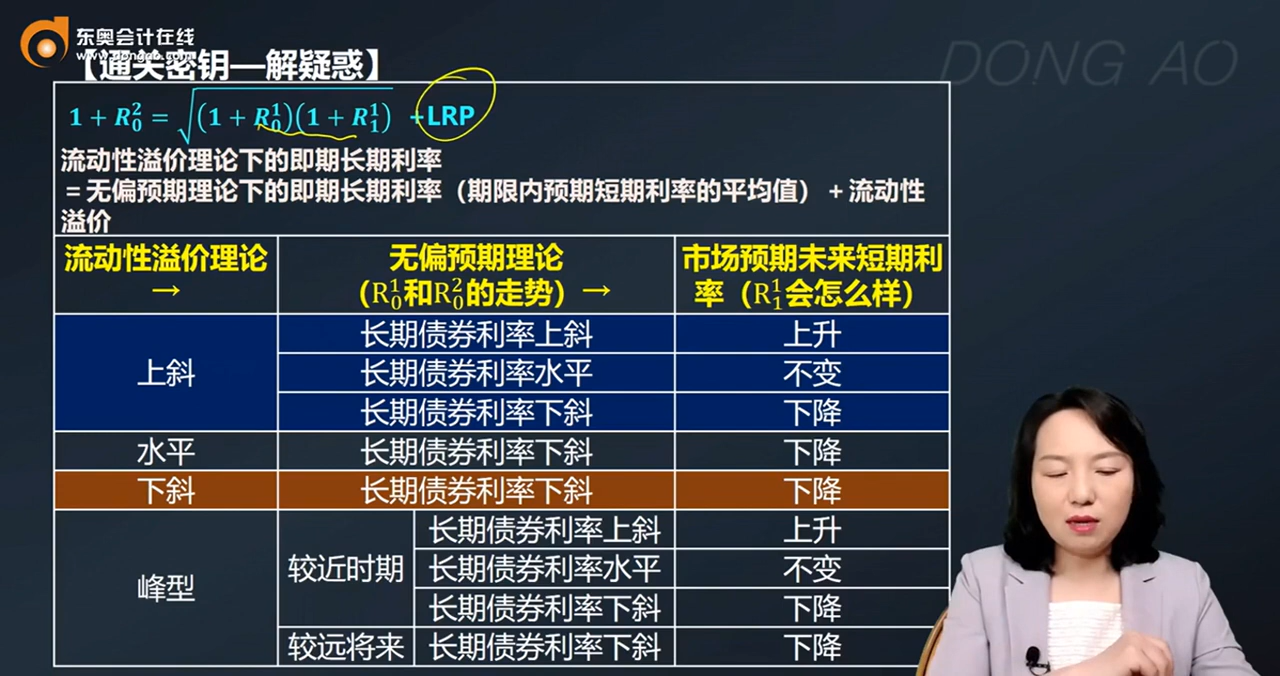 东奥会计在线
www.dongao.com
DONG AO
【通关密钥—解疑惑】
1 + R₀² = √(1 + R₀¹)(1 + R₁¹) + LRP
流动性溢价理论下的即期长期利率
=无偏预期理论下的即期长期利率（期限内预期短期利率的平均值）+流动性
溢价
流动性溢价理论 无偏预期理论 市场预期未来短期利
→ （R₀¹和R₀²的走势）→ 率（R₁¹会怎么样）
上斜 长期债券利率上斜 上升
长期债券利率水平 不变
长期债券利率下斜 下降
水平 长期债券利率下斜 下降
下斜 长期债券利率下斜 下降
峰型 较近时期 长期债券利率上斜 上升
长期债券利率水平 不变
长期债券利率下斜 下降
较远将来 长期债券利率下斜 下降